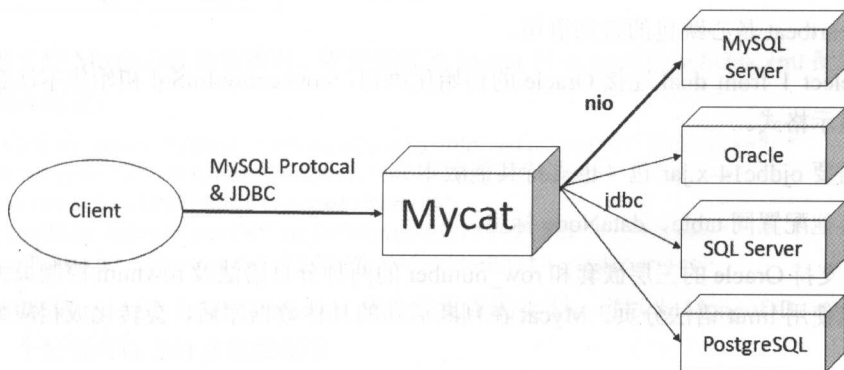 MySQL
Server
nio
Oracle
MySQL Protocal
& JDBC
Client
Mycat
jdbc
SQL Server
PostgreSQL